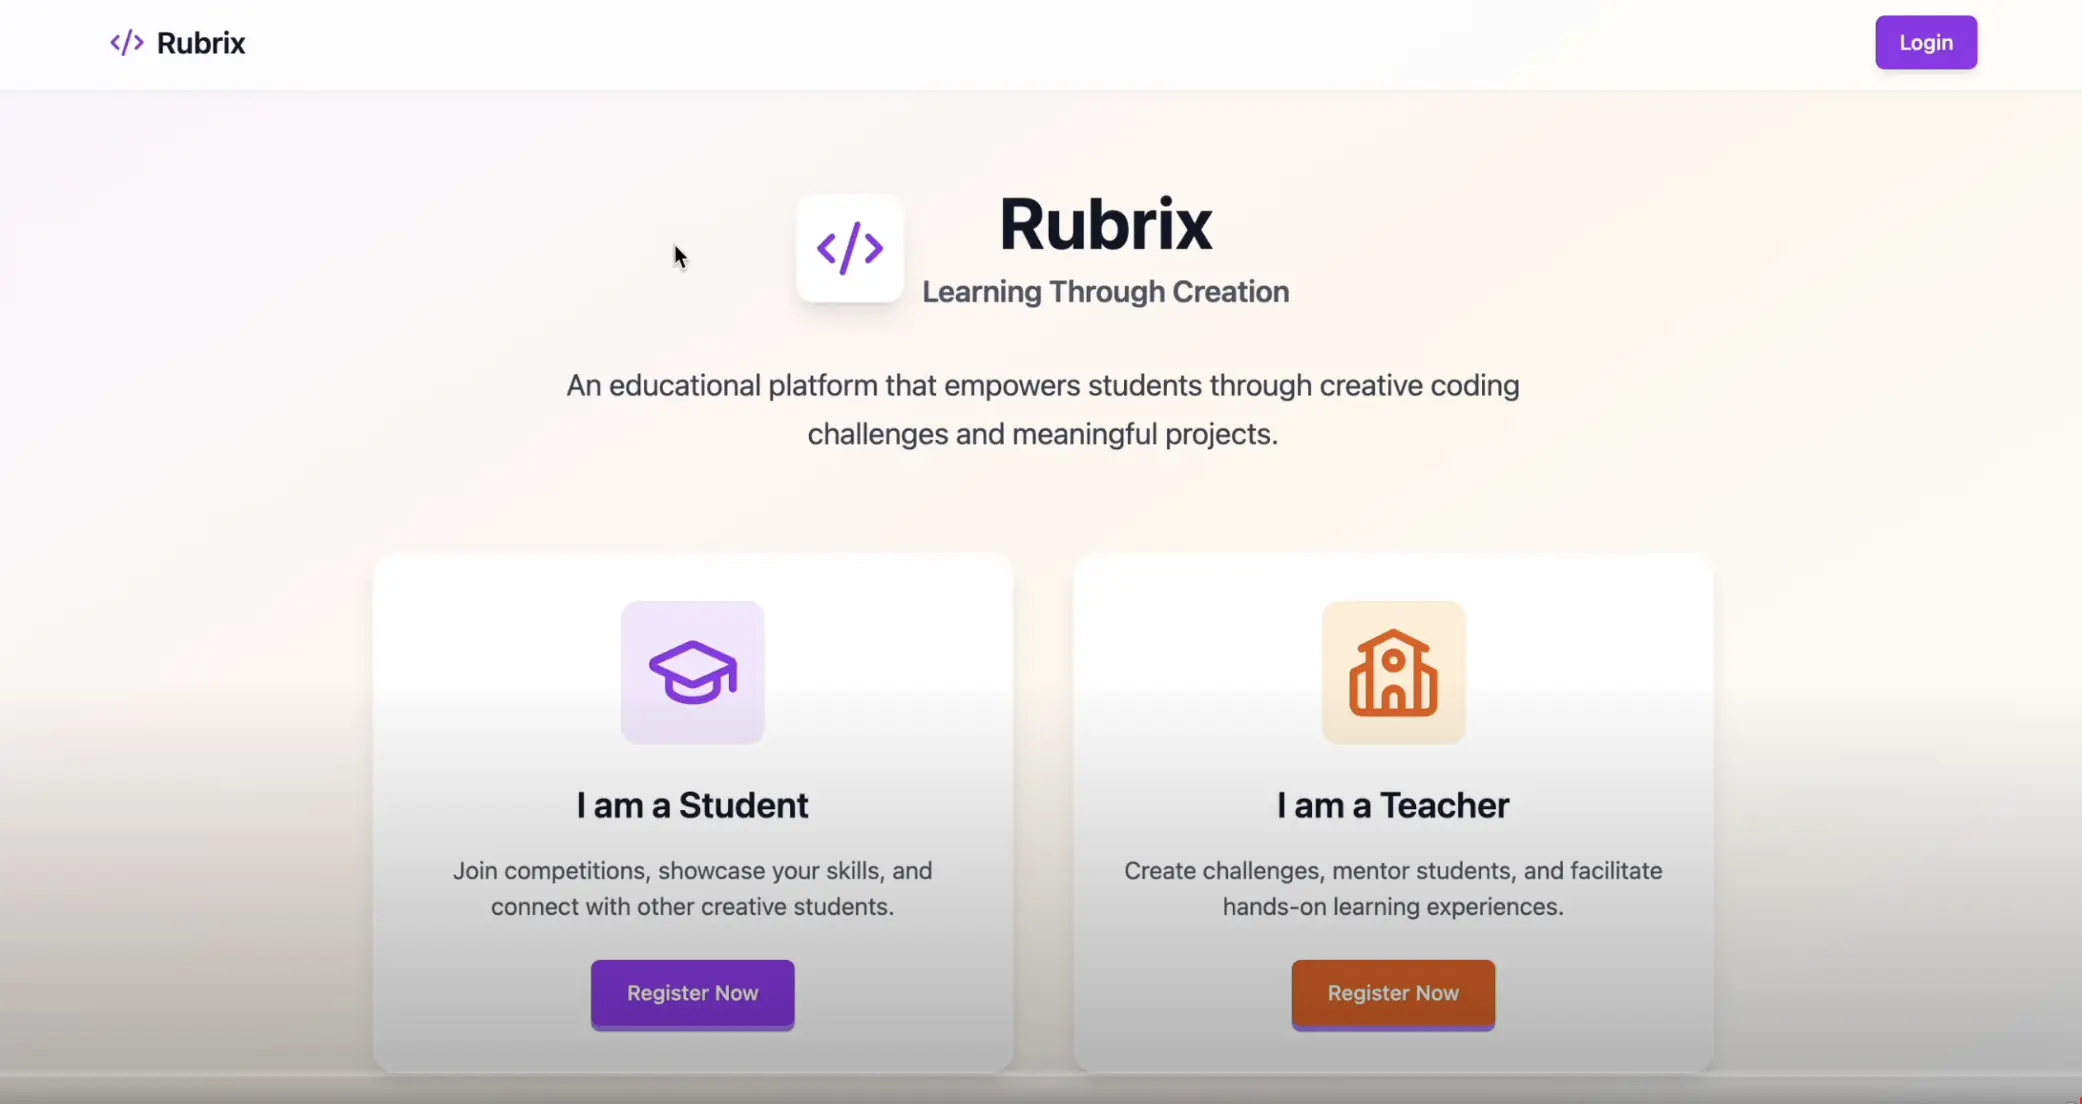 </> Rubrix
Login
</>
Rubrix
Learning Through Creation
An educational platform that empowers students through creative coding
challenges and meaningful projects.
I am a Student
Join competitions, showcase your skills, and
connect with other creative students.
Register Now
I am a Teacher
Create challenges, mentor students, and facilitate
hands-on learning experiences.
Register Now